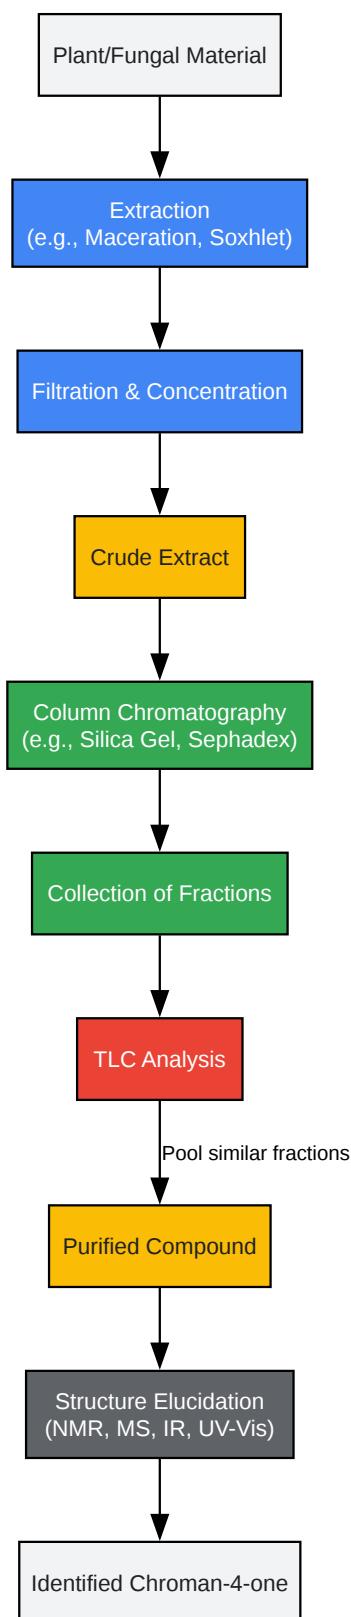 Plant/Fungal Material
Extraction
(e.g., Maceration, Soxhlet)
Filtration & Concentration
Crude Extract
Column Chromatography
(e.g., Silica Gel, Sephadex)
Collection of Fractions
TLC Analysis
Pool similar fractions
Purified Compound
Structure Elucidation
(NMR, MS, IR, UV-Vis)
Identified Chroman-4-one